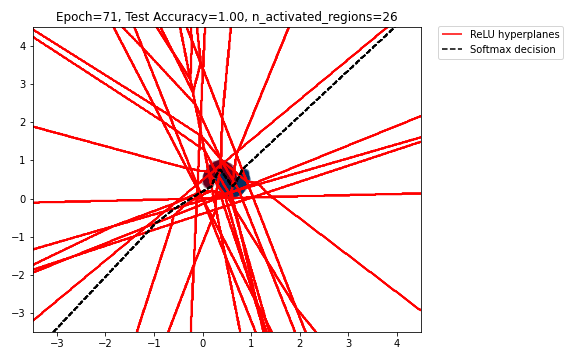 Epoch=71, Test Accuracy=1.00, n_activated_regions=26
ReLU hyperplanes
Softmax decision
4
3
2
1
0
−1
−2
−3
−3 −2 −1 0 1 2 3 4